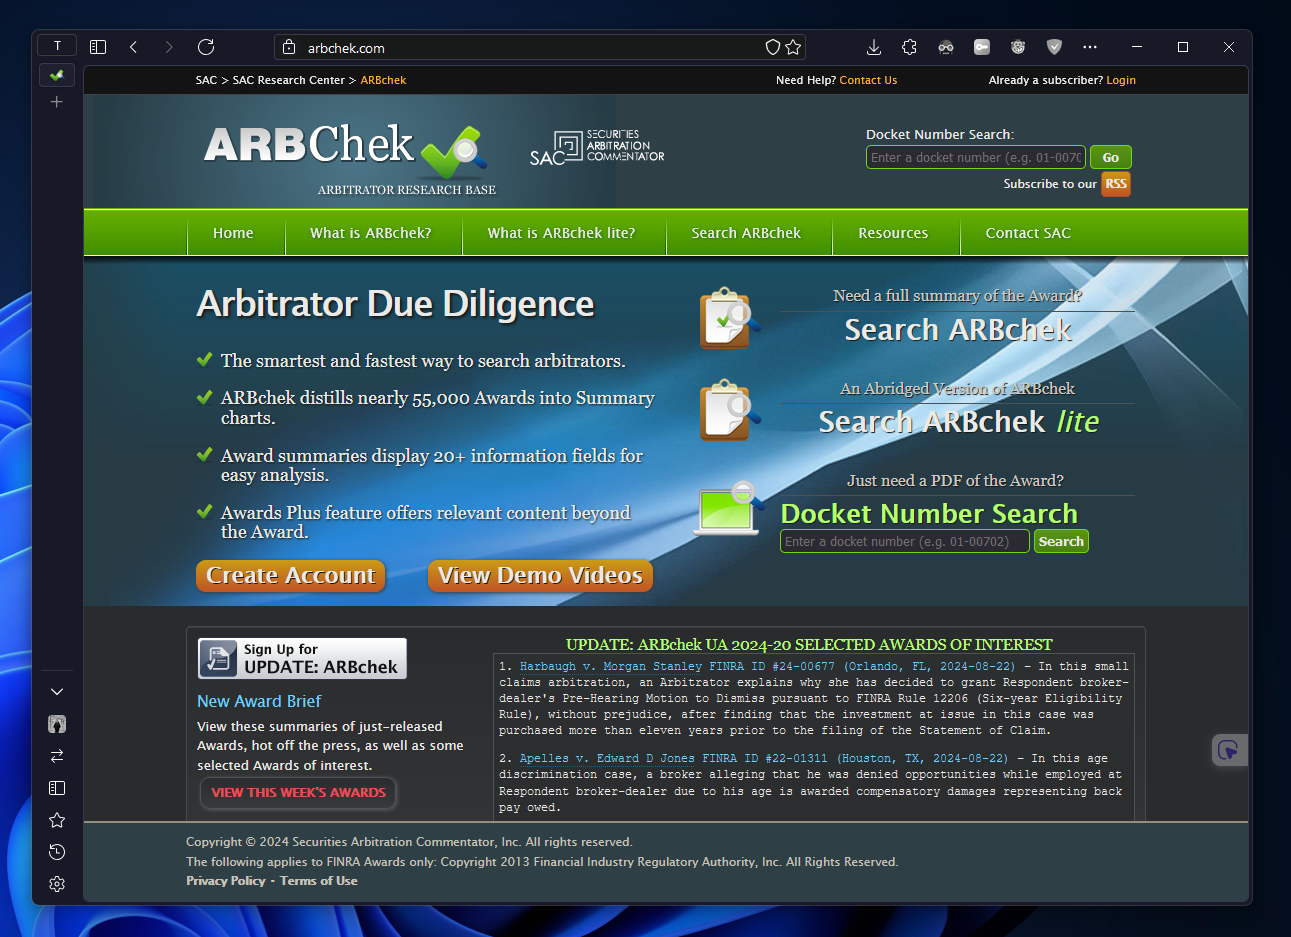 T
arbchek.com
SAC > SAC Research Center > ARBchek
Need Help? Contact Us
Already a subscriber? Login
ARBChek
ARBITRATOR RESEARCH BASE
SAC
SECURITIES
ARBITRATION
COMMENTATOR
Docket Number Search:
Enter a docket number (e.g. 01-0070
Go
Subscribe to our RSS
Home
What is ARBchek?
What is ARBchek lite?
Search ARBchek
Resources
Contact SAC
Arbitrator Due Diligence
The smartest and fastest way to search arbitrators.
ARBchek distills nearly 55,000 Awards into Summary
charts.
Award summaries display 20+ information fields for
easy analysis.
Awards Plus feature offers relevant content beyond
the Award.
Create Account
View Demo Videos
Need a full summary of the Award?
Search ARBchek
An Abridged Version of ARBchek
Search ARBchek lite
Just need a PDF of the Award?
Docket Number Search
Enter a docket number (e.g. 01-00702)
Search
Sign Up for
UPDATE: ARBchek
New Award Brief
View these summaries of just-released
Awards, hot off the press, as well as some
selected Awards of interest.
VIEW THIS WEEK'S AWARDS
UPDATE: ARBchek UA 2024-20 SELECTED AWARDS OF INTEREST
1. Harbaugh v. Morgan Stanley FINRA ID #24-00677 (Orlando, FL, 2024-08-22) – In this small
claims arbitration, an Arbitrator explains why she has decided to grant Respondent broker-
dealer's Pre-Hearing Motion to Dismiss pursuant to FINRA Rule 12206 (Six-year Eligibility
Rule), without prejudice, after finding that the investment at issue in this case was
purchased more than eleven years prior to the filing of the Statement of Claim.
2. Apelles v. Edward D Jones FINRA ID #22-01311 (Houston, TX, 2024-08-22) – In this age
discrimination case, a broker alleging that he was denied opportunities while employed at
Respondent broker-dealer due to his age is awarded compensatory damages representing back
pay owed.
Copyright © 2024 Securities Arbitration Commentator, Inc. All rights reserved.
The following applies to FINRA Awards only: Copyright 2013 Financial Industry Regulatory Authority, Inc. All Rights Reserved.
Privacy Policy - Terms of Use